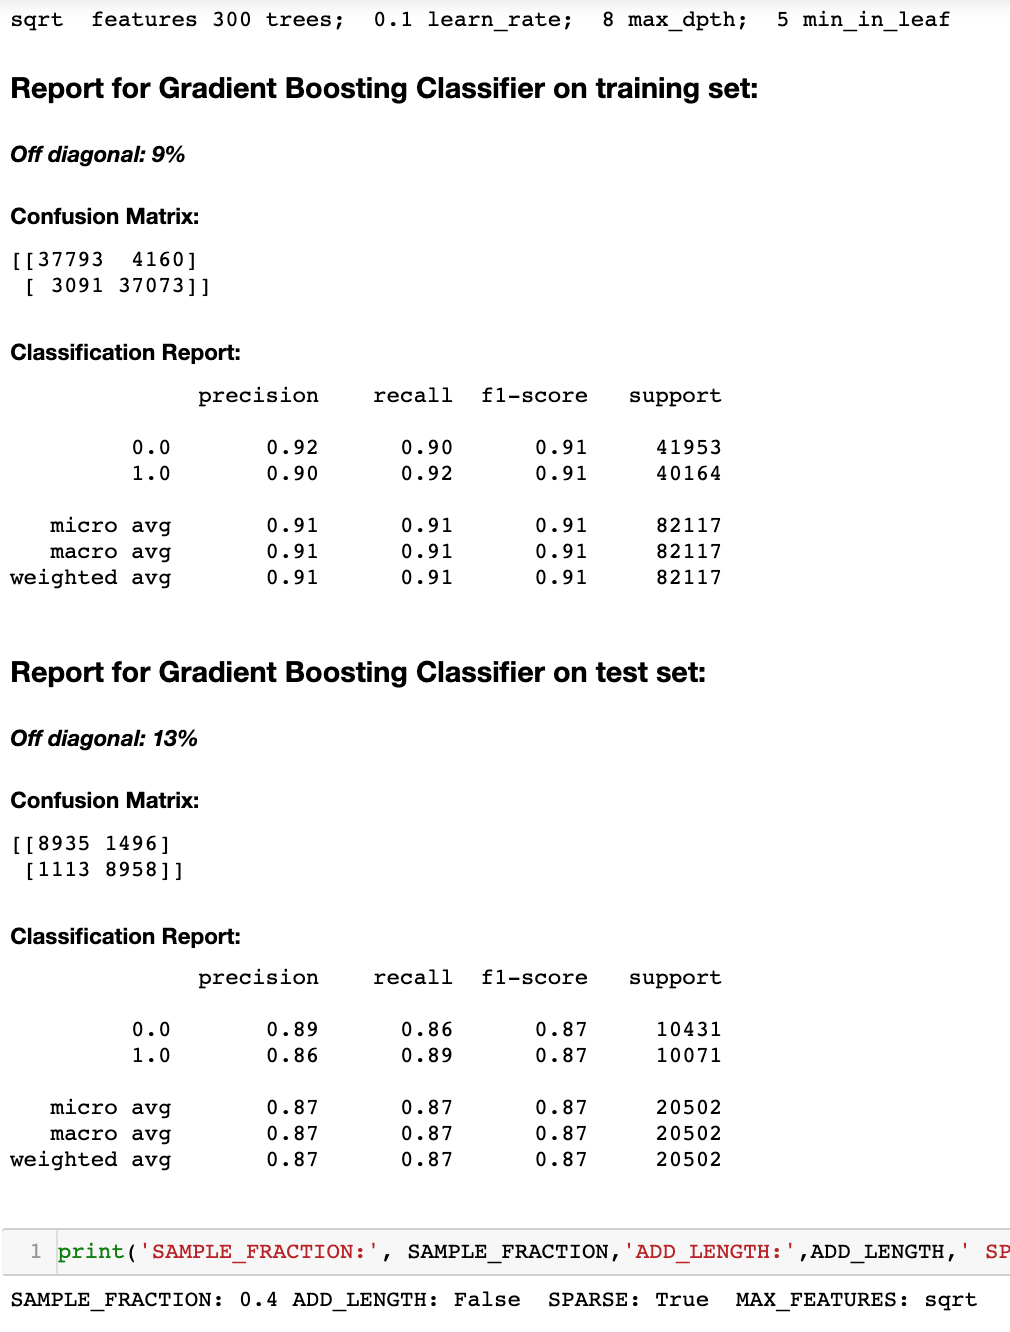 sqrt  features 300 trees;  0.1 learn_rate;  8 max_dpth;  5 min_in_leaf
Report for Gradient Boosting Classifier on training set:
Off diagonal: 9%
Confusion Matrix:
[[37793  4160]
 [ 3091 37073]]
Classification Report:
              precision    recall  f1-score   support
         0.0       0.92      0.90      0.91     41953
         1.0       0.90      0.92      0.91     40164
   micro avg       0.91      0.91      0.91     82117
   macro avg       0.91      0.91      0.91     82117
weighted avg       0.91      0.91      0.91     82117
Report for Gradient Boosting Classifier on test set:
Off diagonal: 13%
Confusion Matrix:
[[8935 1496]
 [1113 8958]]
Classification Report:
              precision    recall  f1-score   support
         0.0       0.89      0.86      0.87     10431
         1.0       0.86      0.89      0.87     10071
   micro avg       0.87      0.87      0.87     20502
   macro avg       0.87      0.87      0.87     20502
weighted avg       0.87      0.87      0.87     20502
1 print('SAMPLE_FRACTION:', SAMPLE_FRACTION,'ADD_LENGTH:',ADD_LENGTH,' SP
SAMPLE_FRACTION: 0.4 ADD_LENGTH: False  SPARSE: True  MAX_FEATURES: sqrt